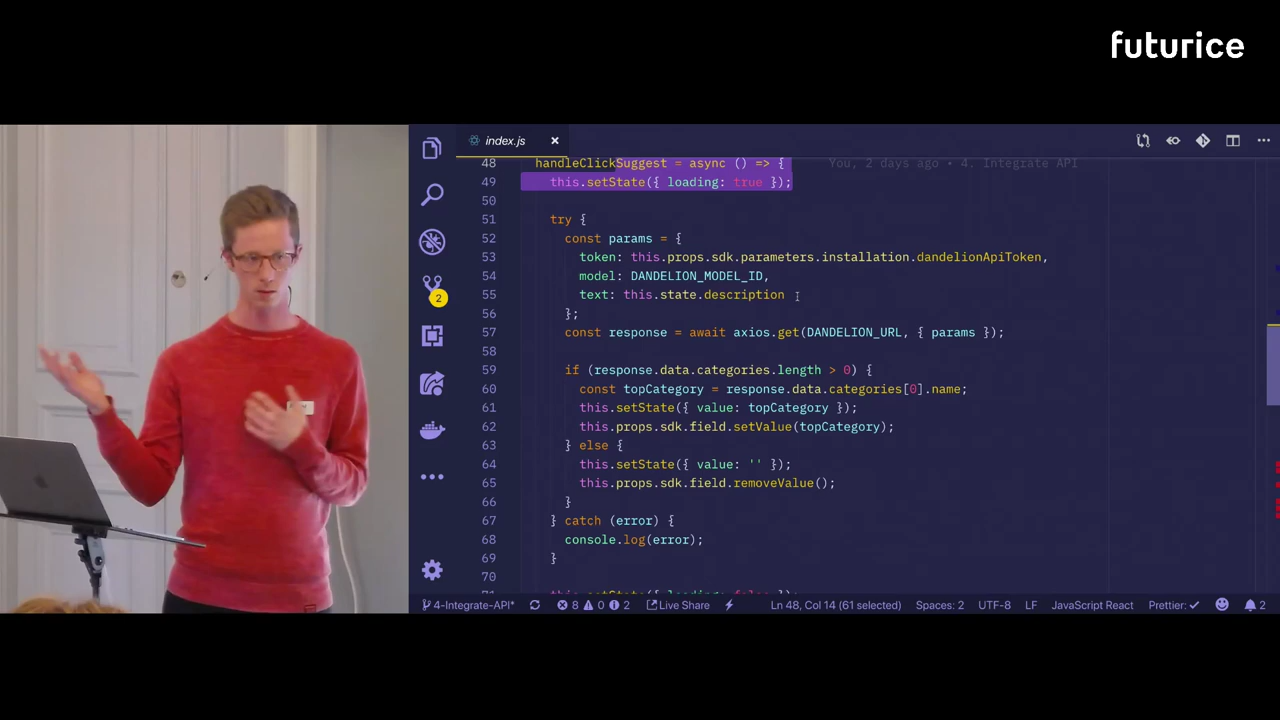 futurice
index.js
48 handleClickSuggest = async () => { You, 2 days ago • 4. Integrate API
49 this.setState({ loading: true });
50
51 try {
52 const params = {
53 token: this.props.sdk.parameters.installation.dandelionApiToken,
54 model: DANDELION_MODEL_ID,
55 text: this.state.description
56 };
57 const response = await axios.get(DANDELION_URL, { params });
58
59 if (response.data.categories.length > 0) {
60 const topCategory = response.data.categories[0].name;
61 this.setState({ value: topCategory });
62 this.props.sdk.field.setValue(topCategory);
63 } else {
64 this.setState({ value: '' });
65 this.props.sdk.field.removeValue();
66 }
67 } catch (error) {
68 console.log(error);
69 }
70
71 this.setState({ loading: false });
2
4-Integrate-API* 8 0 2 Live Share Ln 48, Col 14 (61 selected) Spaces: 2 UTF-8 LF JavaScript React Prettier: ✓ 2